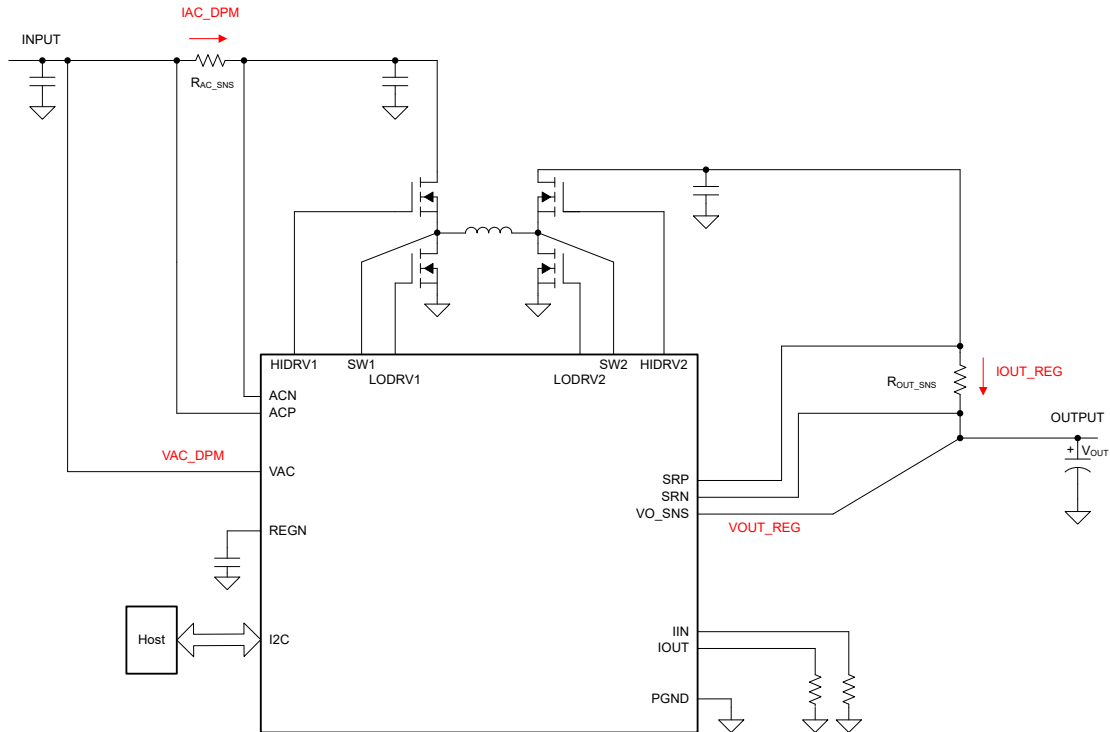 IAC_DPM
INPUT
RAC_SNS
HIDRV1
SW1
LODRV1
LODRV2
SW2
HIDRV2
ROUT_SNS
IOUT_REG
ACN
ACP
OUTPUT
+
VOUT
VAC_DPM
VAC
SRP
SRN
VO_SNS
VOUT_REG
REGN
Host
I2C
IIN
IOUT
PGND